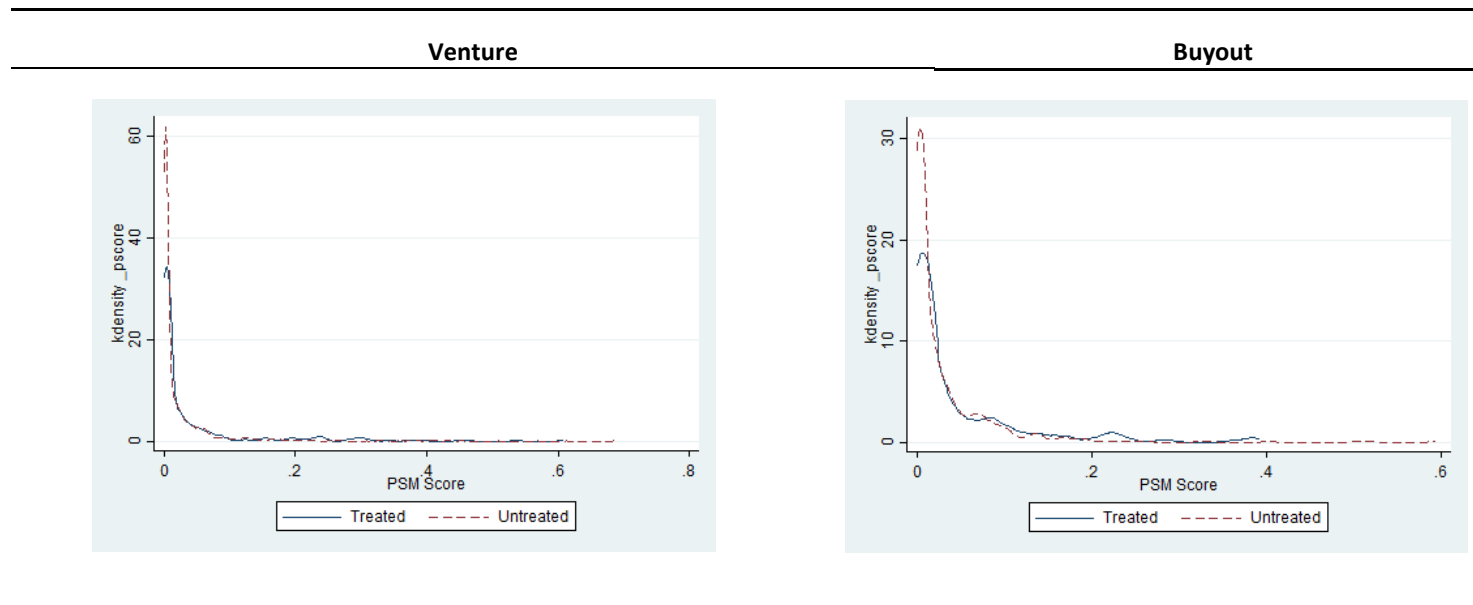 Venture
Buyout
kdensity _pscore
60
40
20
0
0 .2 .4 .6 .8
PSM Score
Treated Untreated
kdensity _pscore
30
20
10
0
0 .2 .4 .6
PSM Score
Treated Untreated